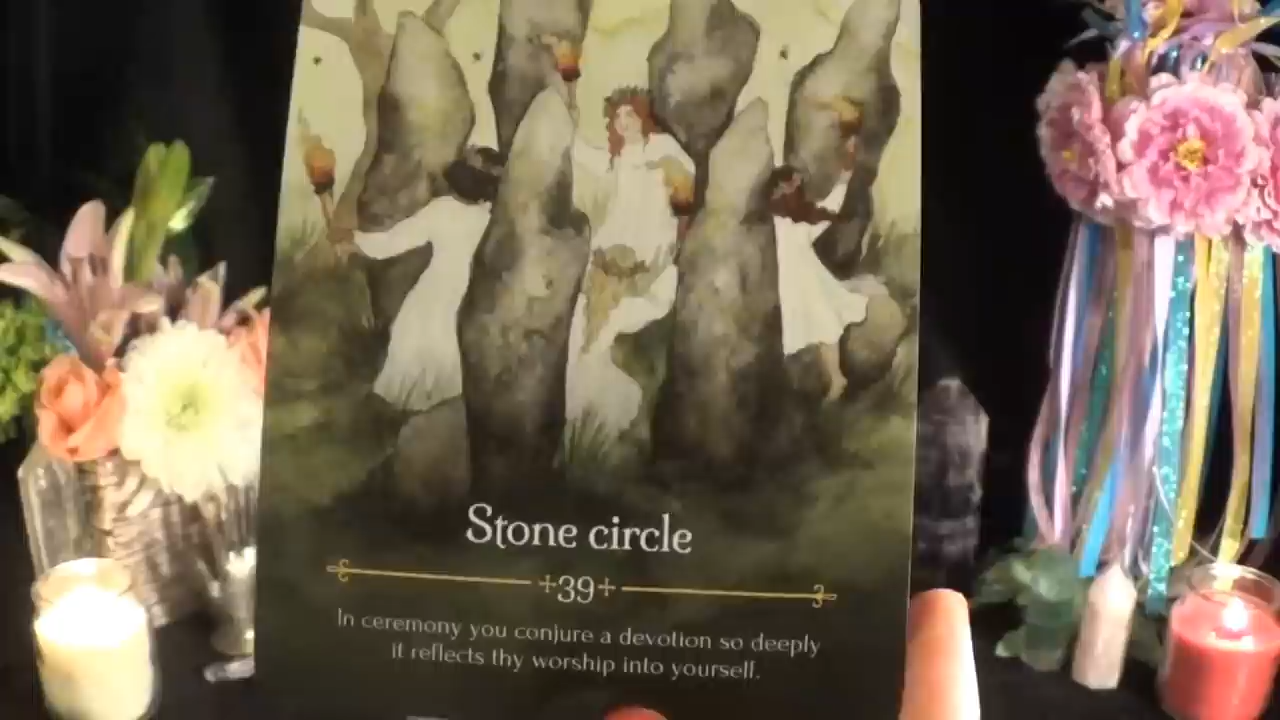 Stone circle
+39+
In ceremony you conjure a devotion so deeply
it reflects thy worship into yourself.